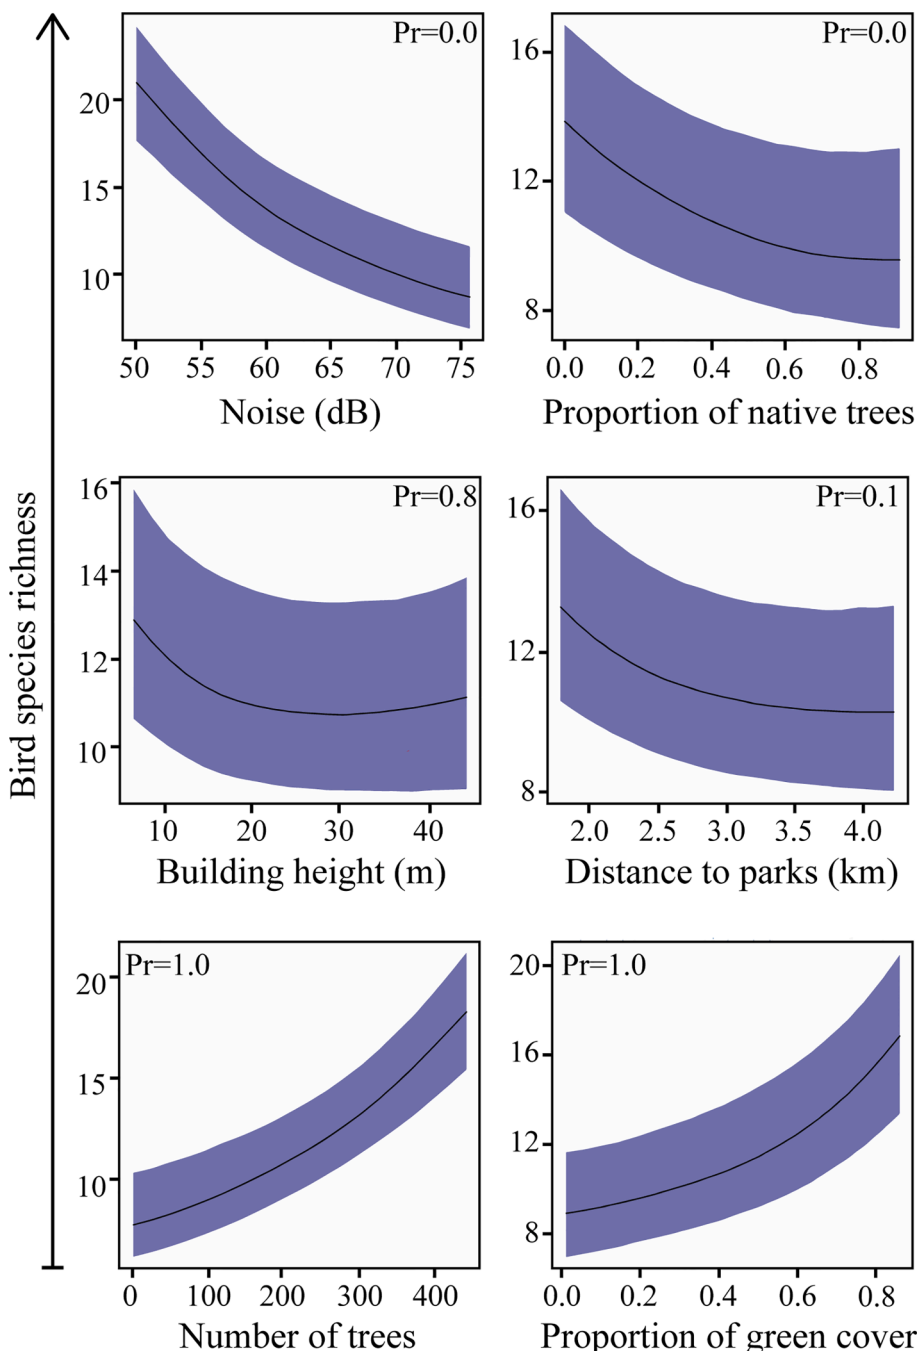 Bird species richness
Pr=0.0
20
15
10
50 55 60 65 70 75
Noise (dB)
Pr=0.0
16
12
8
0.0 0.2 0.4 0.6 0.8
Proportion of native trees
Pr=0.8
16
14
12
10
10 20 30 40
Building height (m)
Pr=0.1
16
12
8
2.0 2.5 3.0 3.5 4.0
Distance to parks (km)
Pr=1.0
20
15
10
0 100 200 300 400
Number of trees
Pr=1.0
20
16
12
8
0.0 0.2 0.4 0.6 0.8
Proportion of green cover